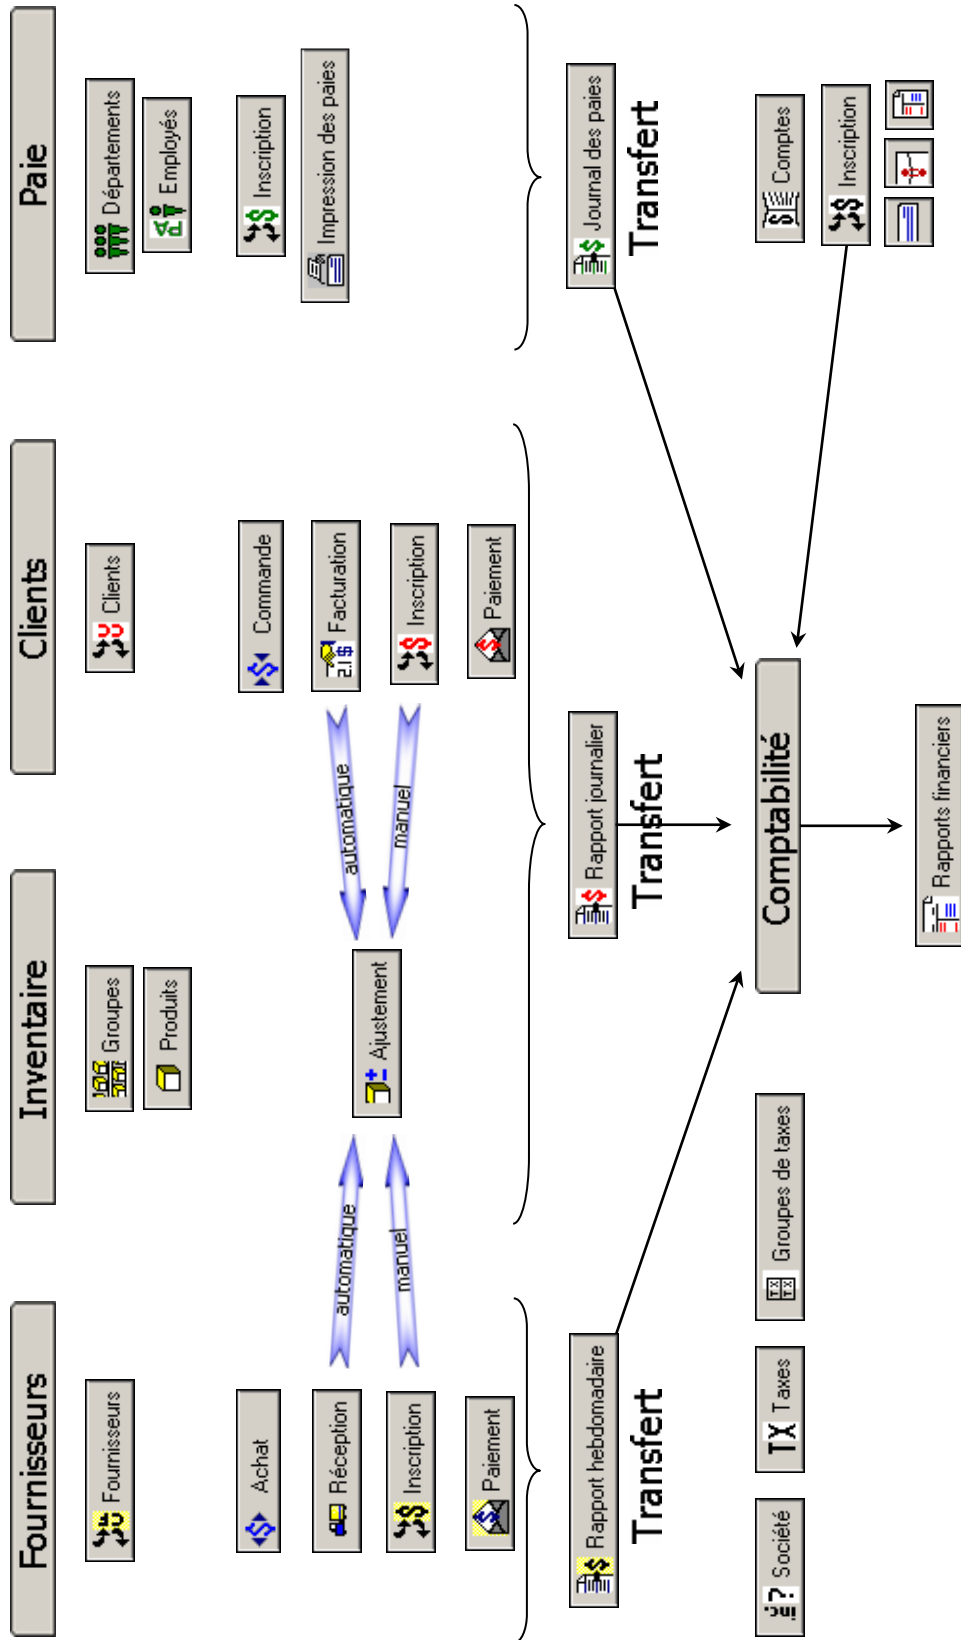 Fournisseurs
Inventaire
Clients
Paie
Fournisseurs
Groupes
Produits
Clients
Départements
Employés
Achat
Réception
Inscription
Paiement
automatique
manuel
Ajustement
automatique
manuel
Commande
Facturation
Inscription
Paiement
Inscription
Impression des paies
Rapport hebdomadaire
Transfert
Rapport journalier
Transfert
Journal des paies
Transfert
Société
TX Taxes
Groupes de taxes
Comptabilité
Comptes
Inscription
Rapports financiers